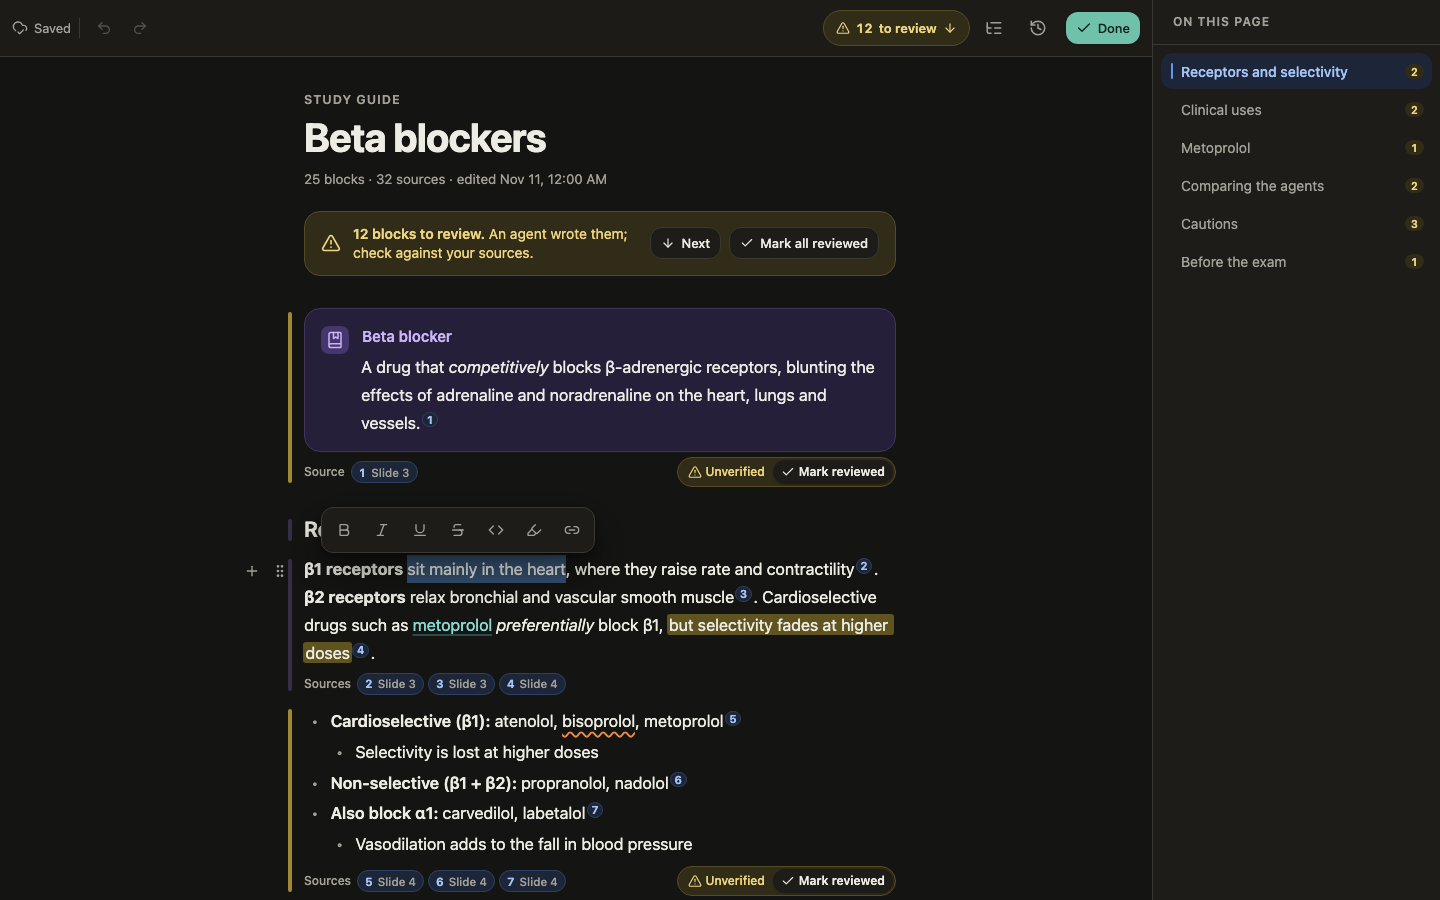 Saved
12 to review
Done
STUDY GUIDE
Beta blockers
25 blocks · 32 sources · edited Nov 11, 12:00 AM
12 blocks to review. An agent wrote them;
check against your sources.
Next
Mark all reviewed
Beta blocker
A drug that competitively blocks β-adrenergic receptors, blunting the
effects of adrenaline and noradrenaline on the heart, lungs and
vessels. 1
Source 1 Slide 3
Unverified Mark reviewed
β1 receptors sit mainly in the heart, where they raise rate and contractility 2 .
β2 receptors relax bronchial and vascular smooth muscle 3 . Cardioselective
drugs such as metoprolol preferentially block β1, but selectivity fades at higher
doses 4 .
Sources 2 Slide 3 3 Slide 3 4 Slide 4
• Cardioselective (β1): atenolol, bisoprolol, metoprolol 5
• Selectivity is lost at higher doses
• Non-selective (β1 + β2): propranolol, nadolol 6
• Also block α1: carvedilol, labetalol 7
• Vasodilation adds to the fall in blood pressure
Sources 5 Slide 4 6 Slide 4 7 Slide 4
Unverified Mark reviewed
ON THIS PAGE
Receptors and selectivity 2
Clinical uses 2
Metoprolol 1
Comparing the agents 2
Cautions 3
Before the exam 1